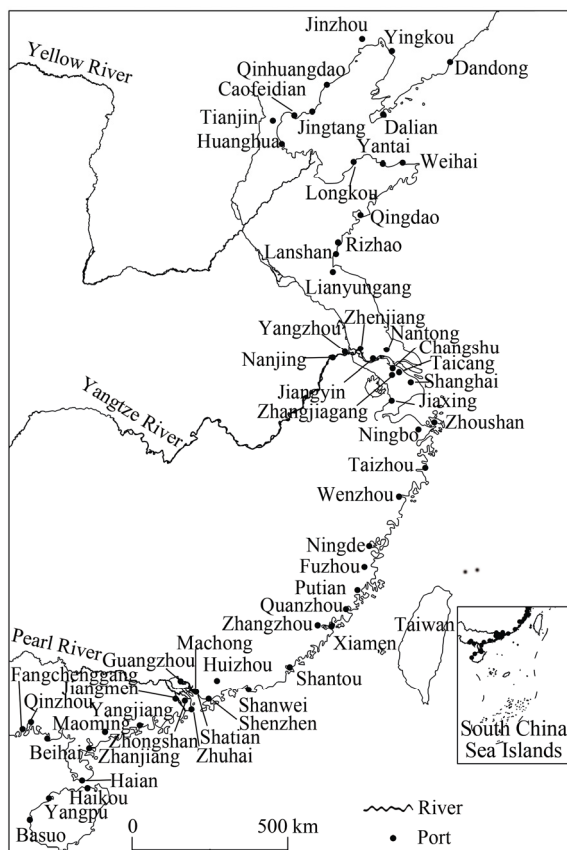 Jinzhou
Yingkou
Yellow River
Dandong
Qinhuangdao
Caofeidian
Tianjin
Jingtang
Dalian
Huanghua
Yantai
Weihai
Longkou
Qingdao
Rizhao
Lanshan
Lianyungang
Zhenjiang
Yangzhou
Nantong
Changshu
Nanjing
Taicang
Shanghai
Jiangyin
Zhangjiagang
Jiaxing
Yangtze River
Zhoushan
Ningbo
Taizhou
Wenzhou
Ningde
Fuzhou
Putian
Quanzhou
Zhangzhou
Taiwan
Xiamen
Machong
Pearl River
Guangzhou
Huizhou
Shantou
Fangchenggang
Jiangmen
Qinzhou
Shanwei
Yangjiang
Shenzhen
Maoming
Shatian
Zhongshan
Zhuhai
Beihai
Zhanjiang
South China
Sea Islands
Haian
Haikou
Yangpu
Basuo
0
500 km
River
Port